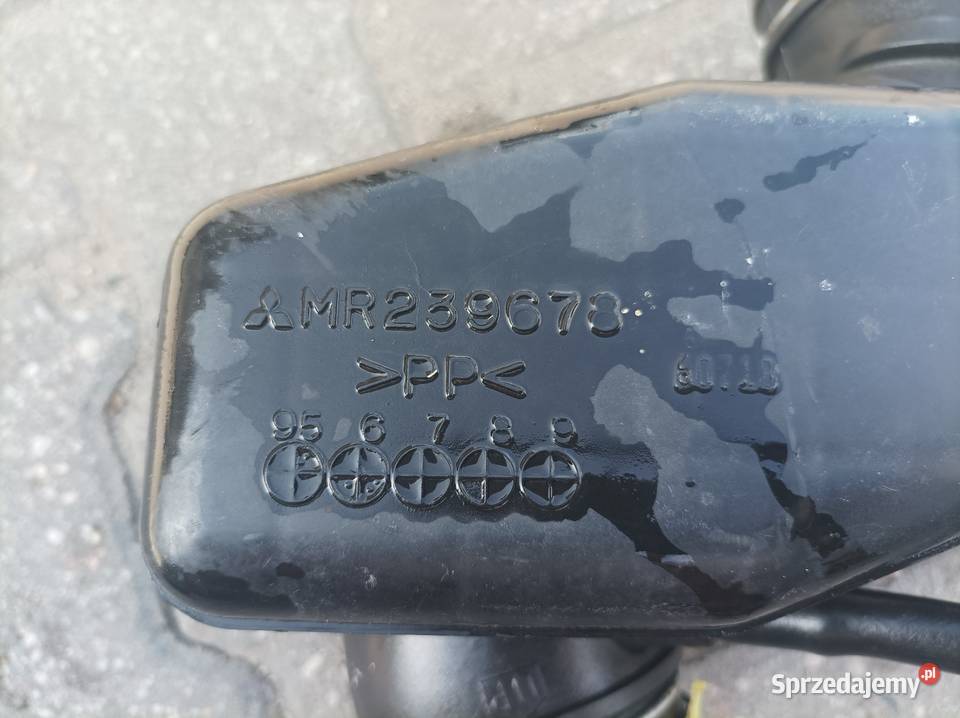 MR239678
>PP<
95 6 7 8 9
Sprzedajemy.pl